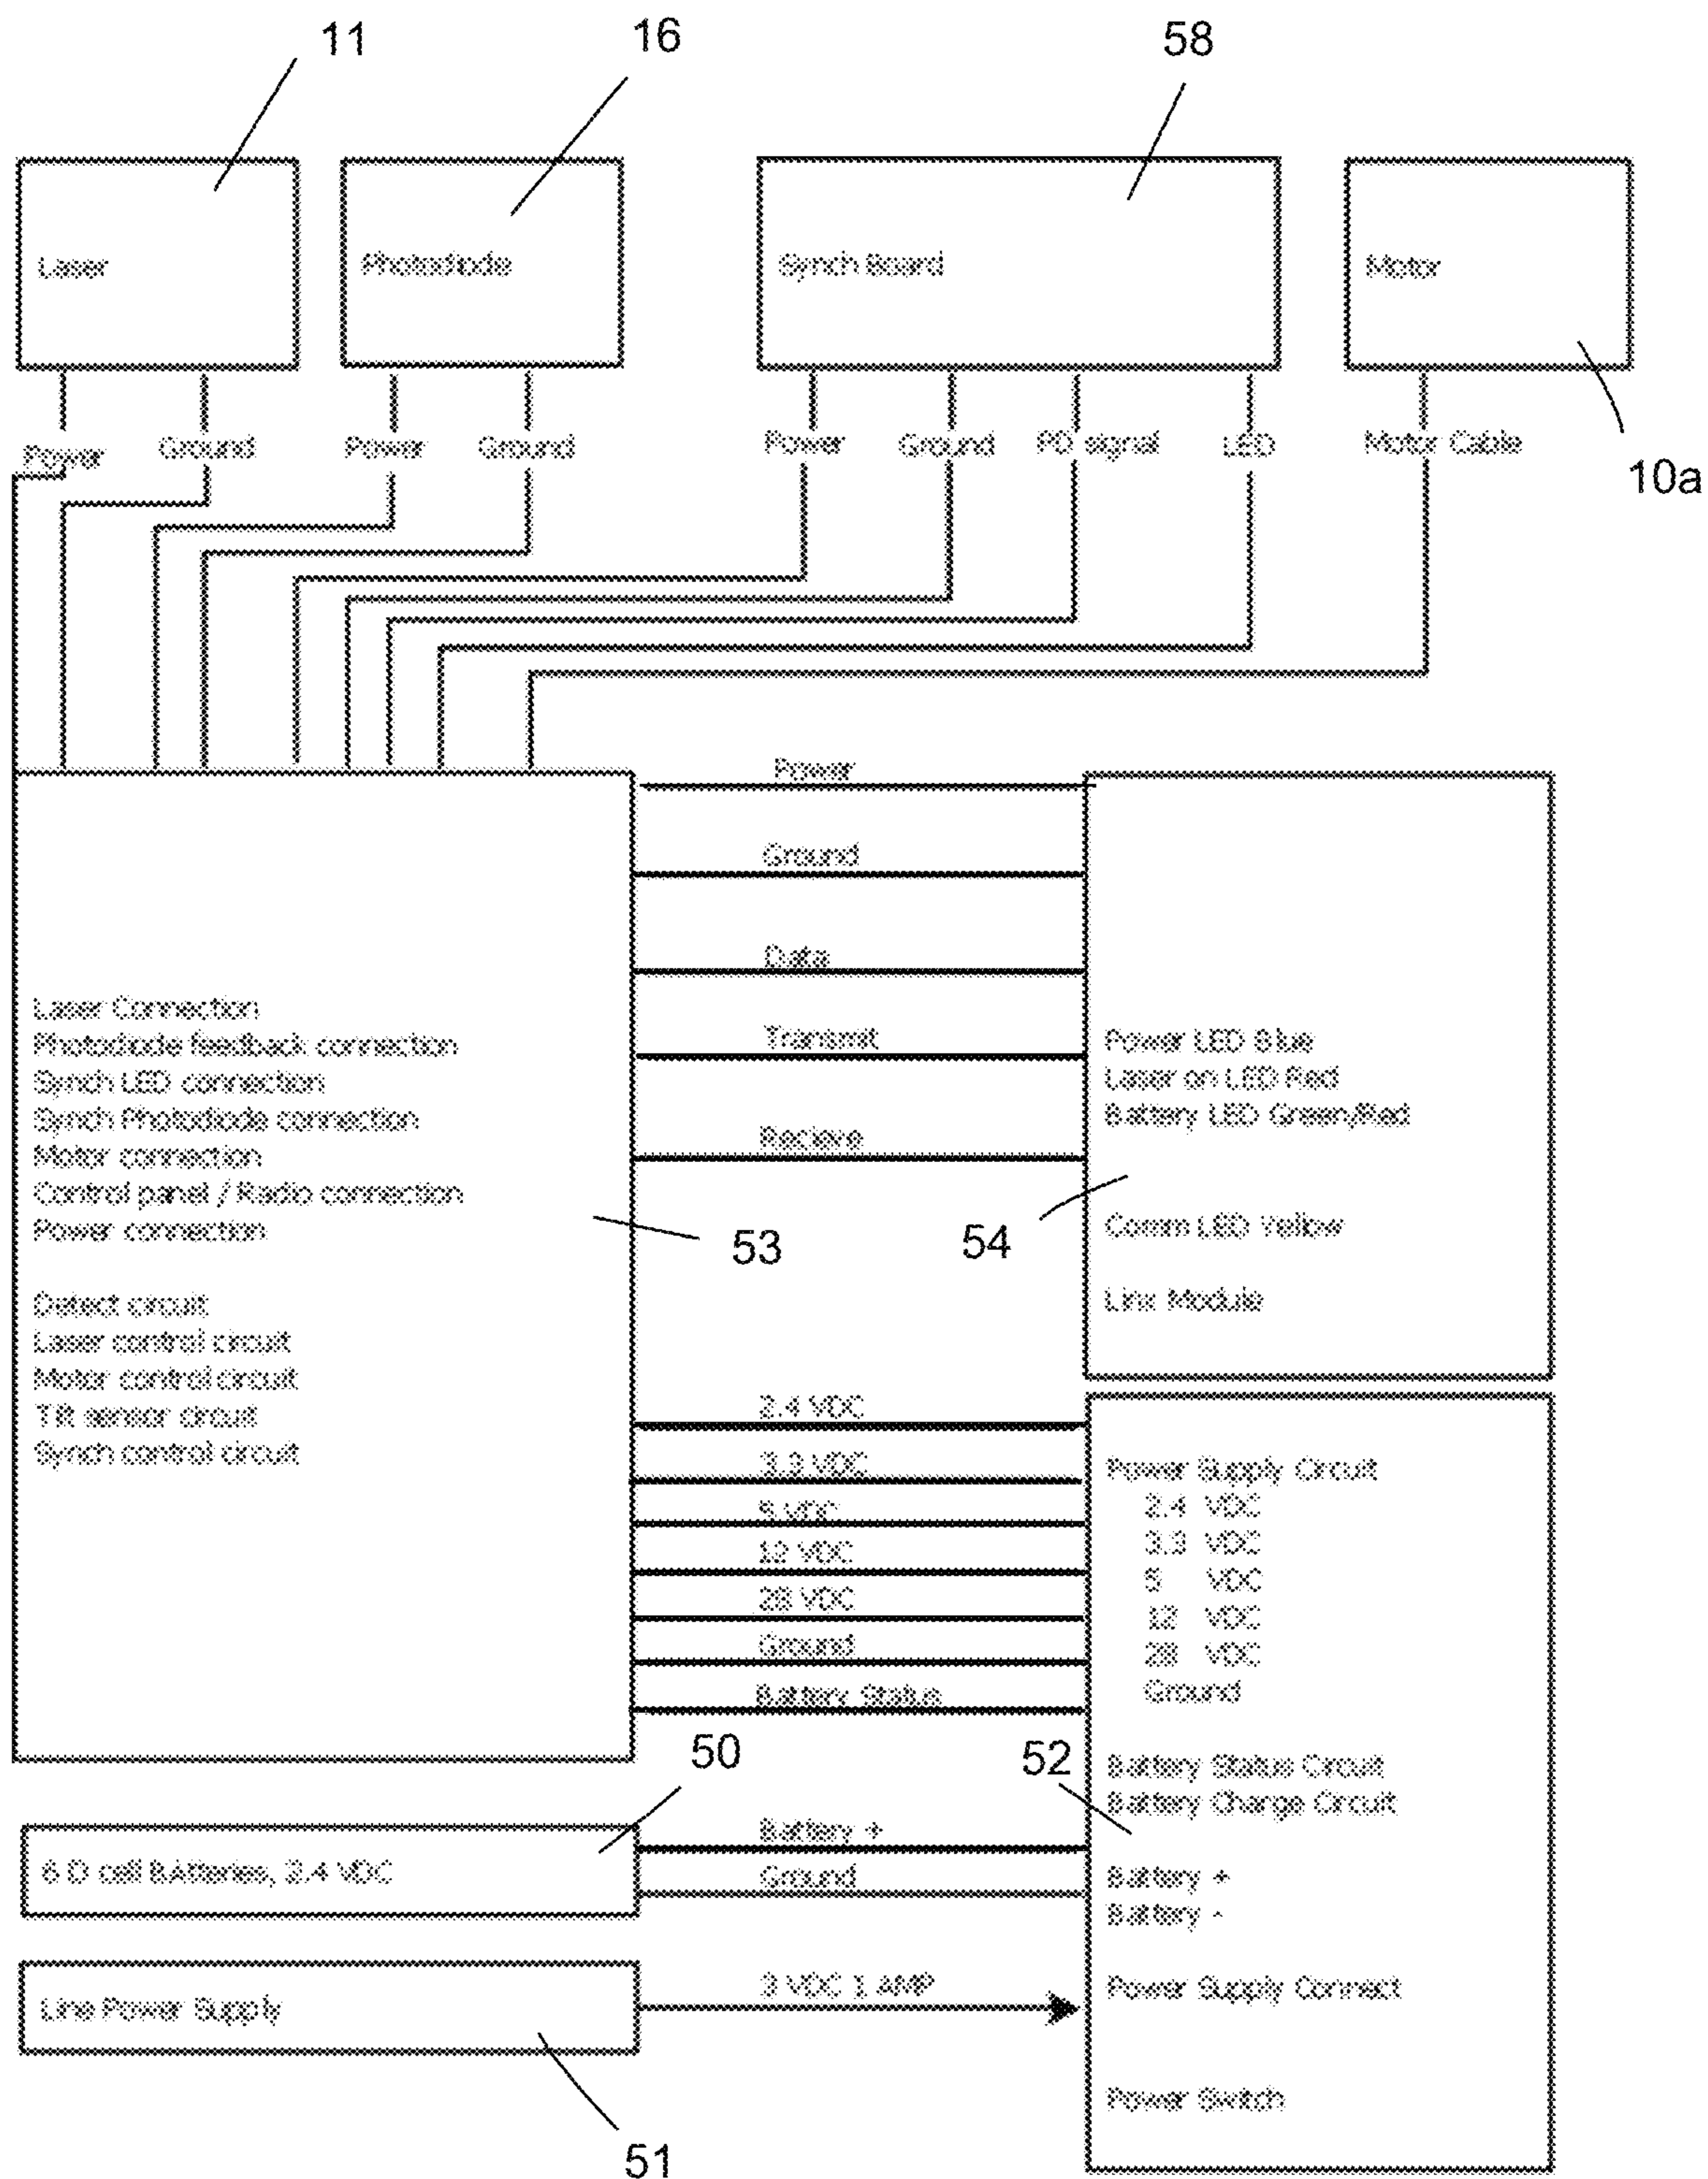 11
16
58
Laser
Photodiode
Synch Board
Motor
10a
Power
Ground
Power
Ground
Power
Ground
PD signal
LED
Motor Cable
Power
Ground
Data
Transmit
Recieve
Laser Connection
Photodiode feedback connection
Synch LED connection
Synch Photodiode connection
Motor connection
Control panel / Radio connection
Power connection
Detect circuit
Laser control circuit
Motor control circuit
TIR sensor circuit
Synch control circuit
53
54
Power LED Blue
Laser on LED Red
Battery LED Green/Red
Comm LED Yellow
Linx Module
2.4 VDC
3.3 VDC
5 VDC
12 VDC
28 VDC
Ground
Battery Status
Power Supply Circuit
2.4 VDC
3.3 VDC
5 VDC
12 VDC
28 VDC
Ground
Battery Status Circuit
Battery Charge Circuit
Battery +
Battery -
Power Supply Connect
Power Switch
50
52
6 D cell BAtteries, 2.4 VDC
Battery +
Ground
Line Power Supply
3 VDC 1 AMP
51